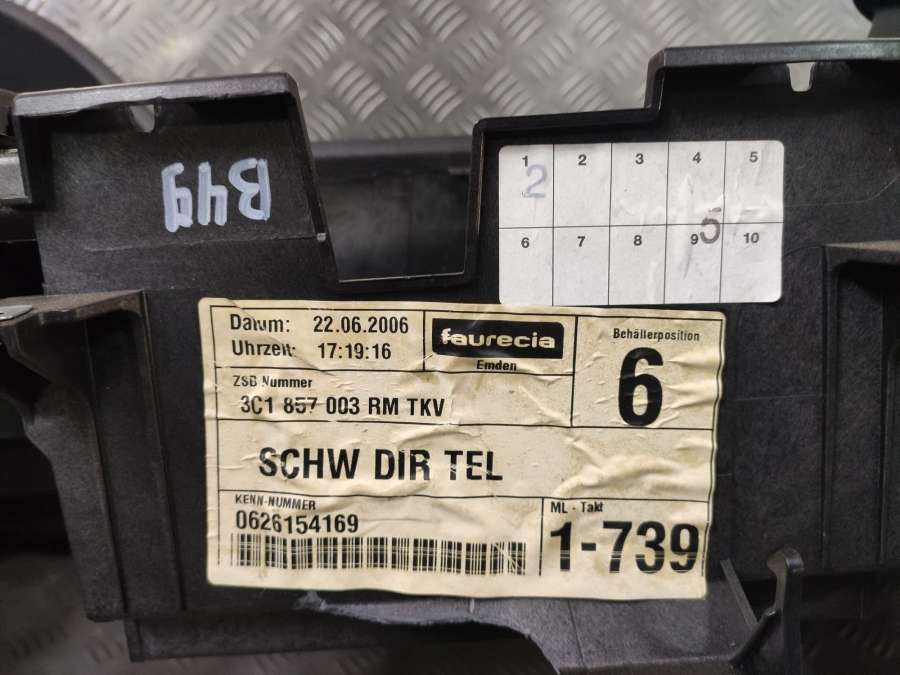 B49
1 2 3 4 5
2
6 7 8 9 10
5
Datum: 22.06.2006
Uhrzeit: 17:19:16
faurecia
Emden
Behälterposition
6
ZSB Nummer
3C1 857 003 RM TKV
SCHW DIR TEL
KENN-NUMMER
0626154169
ML - Takt
1-739